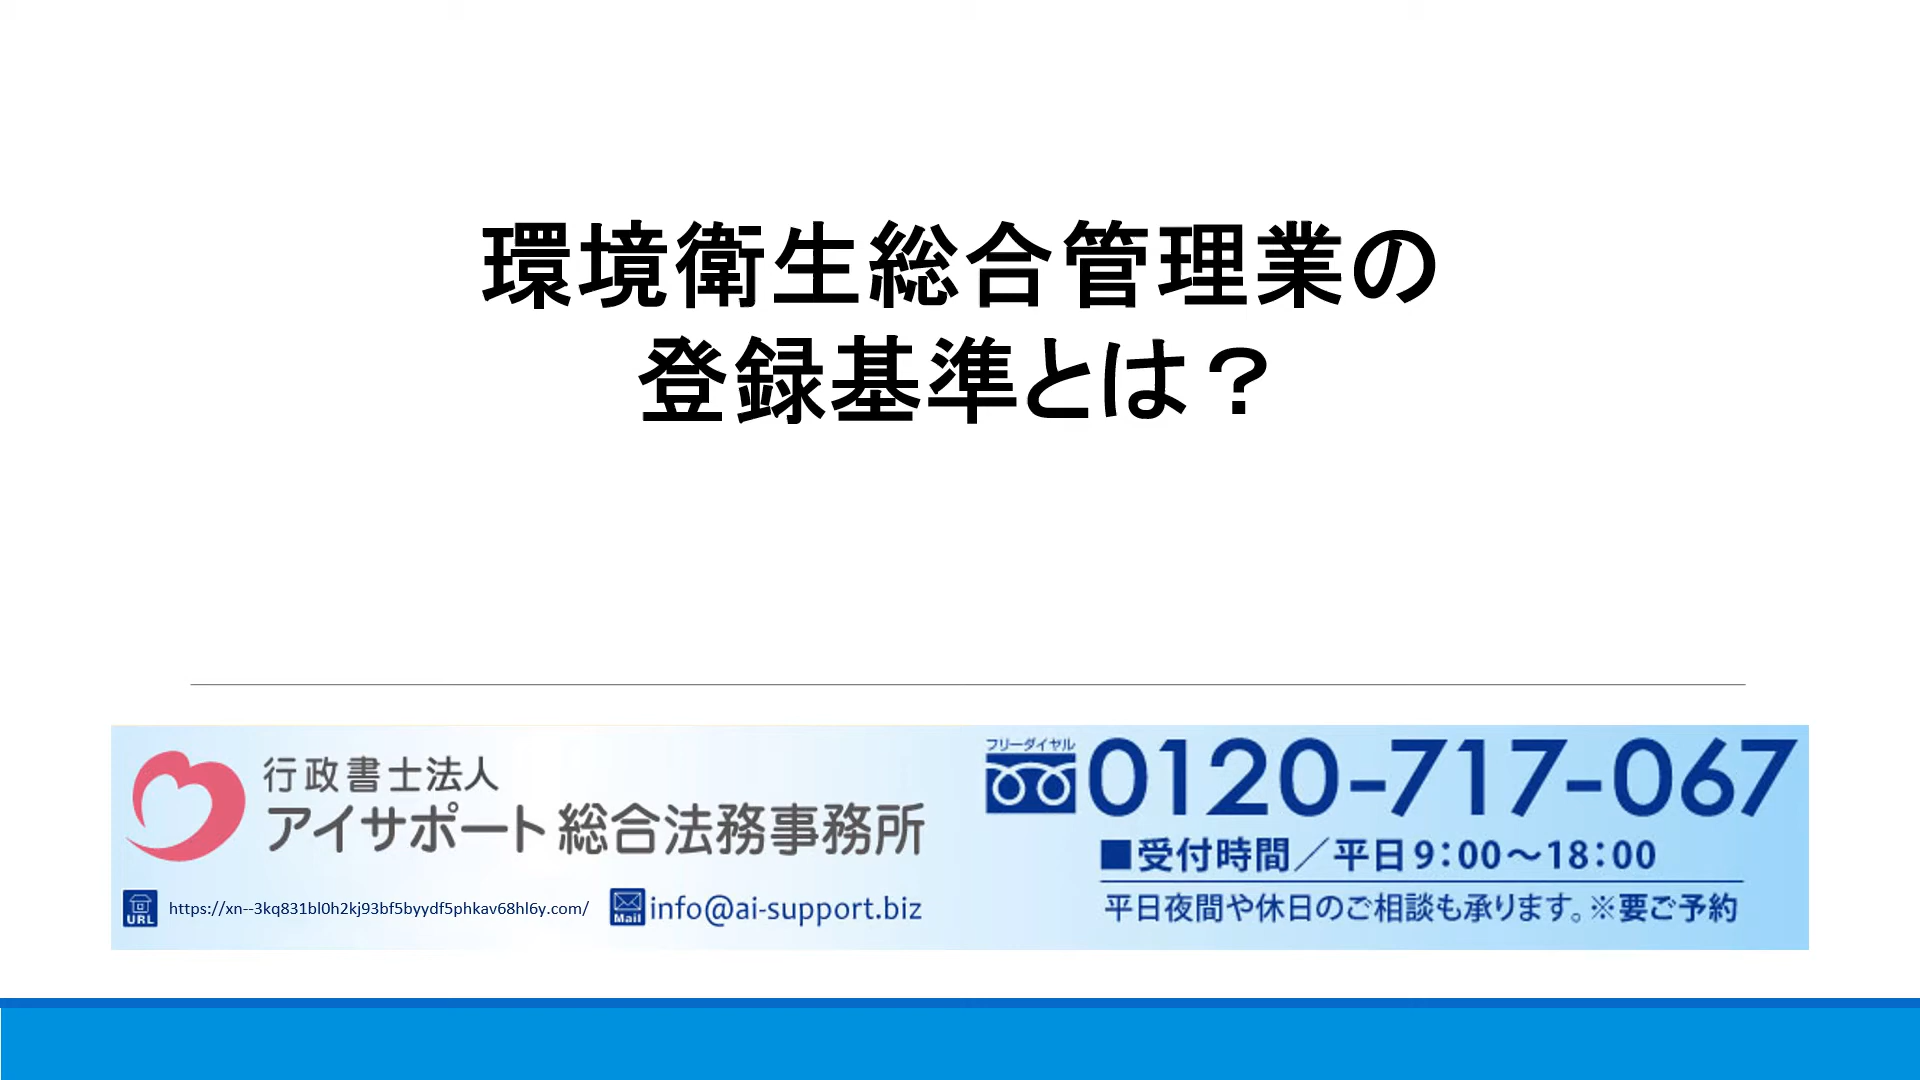 環境衛生総合管理業の
登録基準とは？
行政書士法人
アイサポート総合法務事務所
URL https://xn--3kq831bl0h2kj93bf5byydf5phkav68hl6y.com/ Mail info@ai-support.biz
フリーダイヤル
0120-717-067
■受付時間／平日9：00～18：00
平日夜間や休日のご相談も承ります。※要ご予約